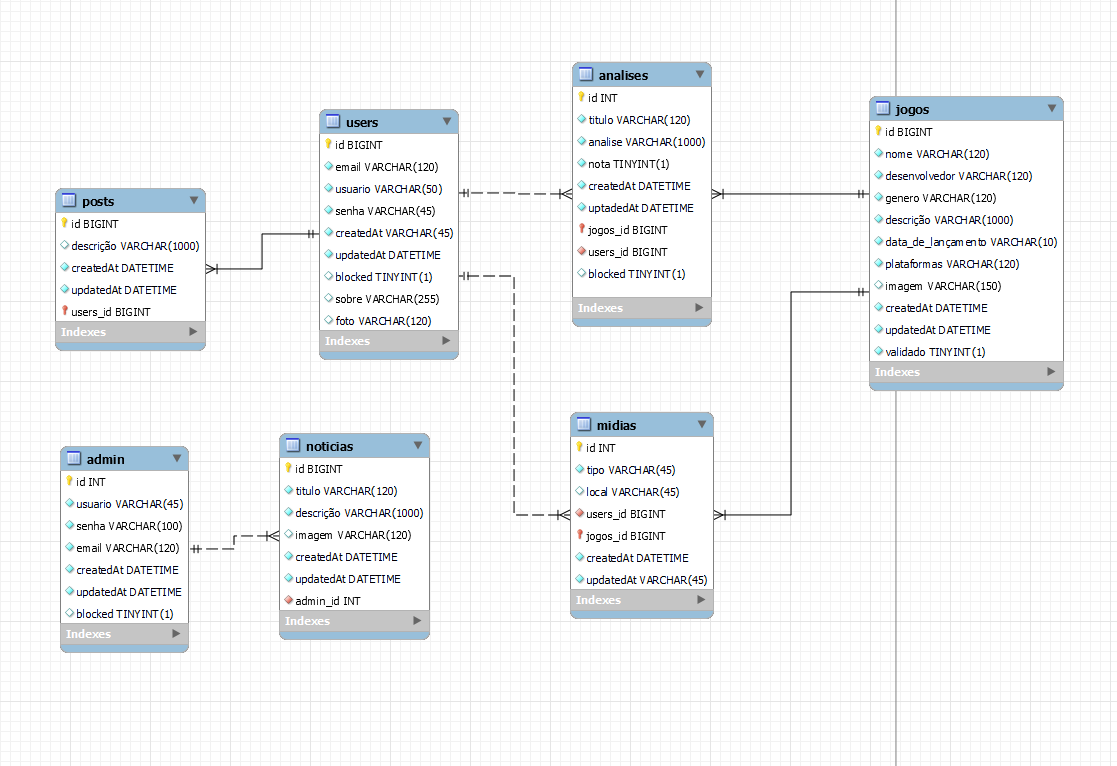 posts
id BIGINT
descrição VARCHAR(1000)
createdAt DATETIME
updatedAt DATETIME
users_id BIGINT
Indexes
users
id BIGINT
email VARCHAR(120)
usuario VARCHAR(50)
senha VARCHAR(45)
createdAt VARCHAR(45)
updatedAt DATETIME
blocked TINYINT(1)
sobre VARCHAR(255)
foto VARCHAR(120)
Indexes
analises
id INT
titulo VARCHAR(120)
analise VARCHAR(1000)
nota TINYINT(1)
createdAt DATETIME
uptadedAt DATETIME
jogos_id BIGINT
users_id BIGINT
blocked TINYINT(1)
Indexes
jogos
id BIGINT
nome VARCHAR(120)
desenvolvedor VARCHAR(120)
genero VARCHAR(120)
descrição VARCHAR(1000)
data_de_lançamento VARCHAR(10)
plataformas VARCHAR(120)
imagem VARCHAR(150)
createdAt DATETIME
updatedAt DATETIME
validado TINYINT(1)
Indexes
admin
id INT
usuario VARCHAR(45)
senha VARCHAR(100)
email VARCHAR(120)
createdAt DATETIME
updatedAt DATETIME
blocked TINYINT(1)
Indexes
noticias
id BIGINT
titulo VARCHAR(120)
descrição VARCHAR(1000)
imagem VARCHAR(120)
createdAt DATETIME
updatedAt DATETIME
admin_id INT
Indexes
midias
id INT
tipo VARCHAR(45)
local VARCHAR(45)
users_id BIGINT
jogos_id BIGINT
createdAt DATETIME
updatedAt VARCHAR(45)
Indexes